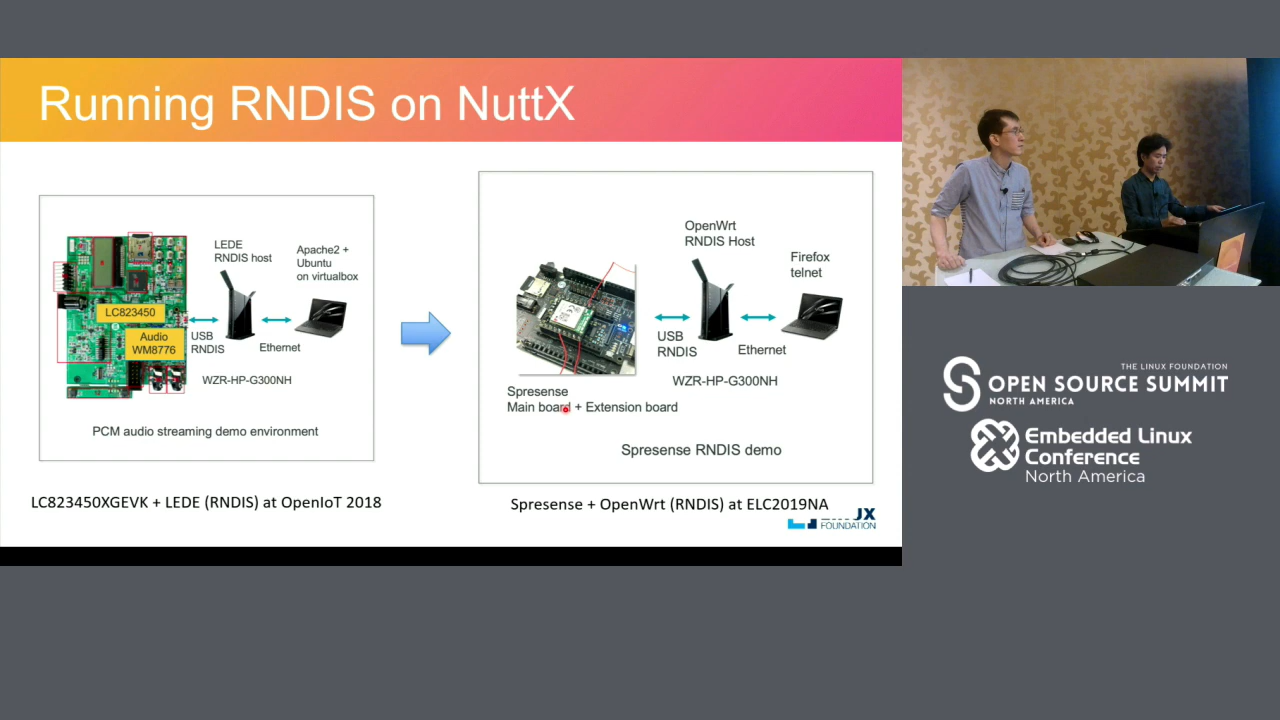 Running RNDIS on NuttX
LEDE
RNDIS host
Apache2 +
Ubuntu
on virtualbox
LC823450
Audio
WM8776
USB
RNDIS
Ethernet
WZR-HP-G300NH
PCM audio streaming demo environment
LC823450XGEVK + LEDE (RNDIS) at OpenIoT 2018
OpenWrt
RNDIS Host
Firefox
telnet
USB
RNDIS
Ethernet
WZR-HP-G300NH
Spresense
Main board + Extension board
Spresense RNDIS demo
Spresense + OpenWrt (RNDIS) at ELC2019NA
FOUNDATION
THE LINUX FOUNDATION
OPEN SOURCE SUMMIT
NORTH AMERICA
Embedded Linux
Conference
North America